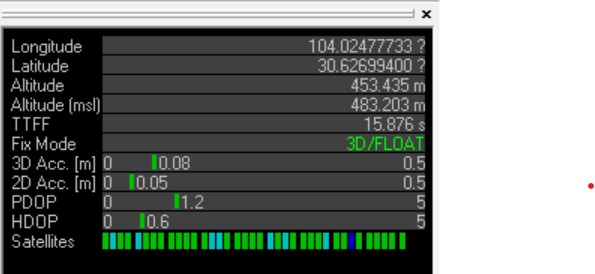 Longitude 104.02477733 ?
Latitude 30.62699400 ?
Altitude 453.435 m
Altitude (msl) 483.203 m
TTFF 15.876 s
Fix Mode 3D/FLOAT
3D Acc. [m] 0 0.08 0.5
2D Acc. [m] 0 0.05 0.5
PDOP 0 1.2 5
HDOP 0 0.6 5
Satellites